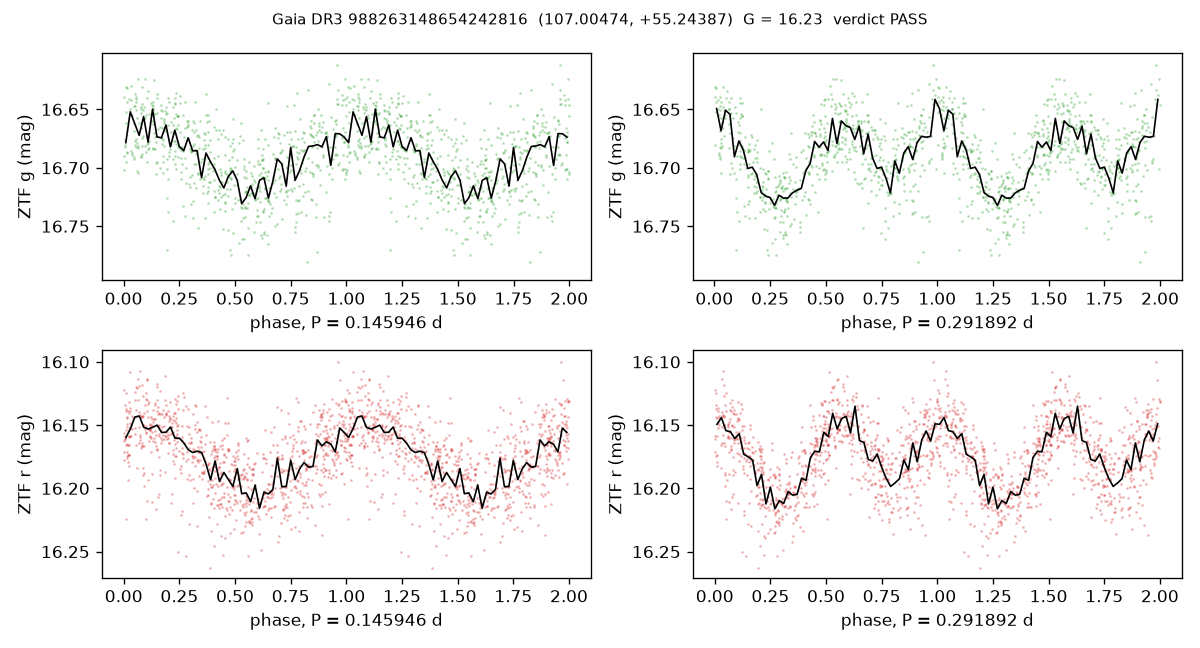 Gaia DR3 988263148654242816 (107.00474, +55.24387) G = 16.23 verdict PASS
16.65
16.70
16.75
ZTF g (mag)
0.00 0.25 0.50 0.75 1.00 1.25 1.50 1.75 2.00
phase, P = 0.145946 d
16.65
16.70
16.75
ZTF g (mag)
0.00 0.25 0.50 0.75 1.00 1.25 1.50 1.75 2.00
phase, P = 0.291892 d
16.10
16.15
16.20
16.25
ZTF r (mag)
0.00 0.25 0.50 0.75 1.00 1.25 1.50 1.75 2.00
phase, P = 0.145946 d
16.10
16.15
16.20
16.25
ZTF r (mag)
0.00 0.25 0.50 0.75 1.00 1.25 1.50 1.75 2.00
phase, P = 0.291892 d